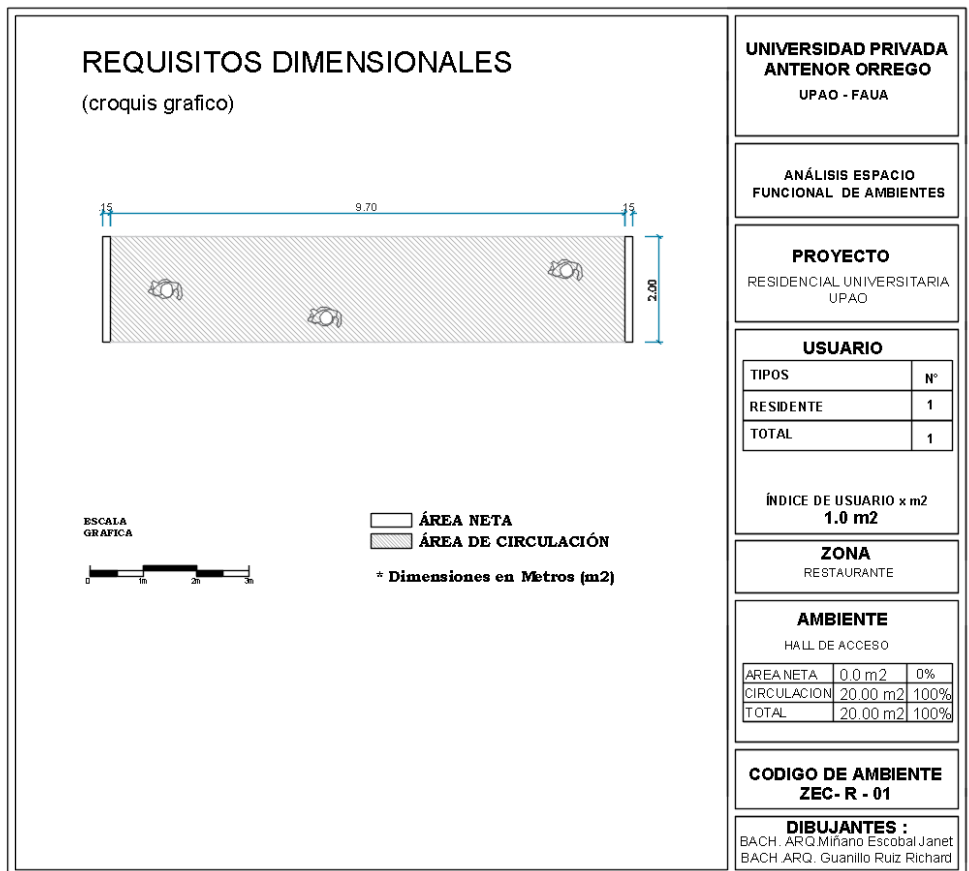 REQUISITOS DIMENSIONALES
(croquis grafico)
.15
9.70
.15
2.00
ESCALA
GRAFICA
0
1m
2m
3m
ÁREA NETA
ÁREA DE CIRCULACIÓN
* Dimensiones en Metros (m2)
UNIVERSIDAD PRIVADA
ANTENOR ORREGO
UPAO - FAUA
ANÁLISIS ESPACIO
FUNCIONAL DE AMBIENTES
PROYECTO
RESIDENCIAL UNIVERSITARIA
UPAO
USUARIO
TIPOS N°
RESIDENTE 1
TOTAL 1
ÍNDICE DE USUARIO x m2
1.0 m2
ZONA
RESTAURANTE
AMBIENTE
HALL DE ACCESO
AREA NETA 0.0 m2 0%
CIRCULACION 20.00 m2 100%
TOTAL 20.00 m2 100%
CODIGO DE AMBIENTE
ZEC- R - 01
DIBUJANTES :
BACH. ARQ.Miñano Escobal Janet
BACH .ARQ. Guanillo Ruiz Richard